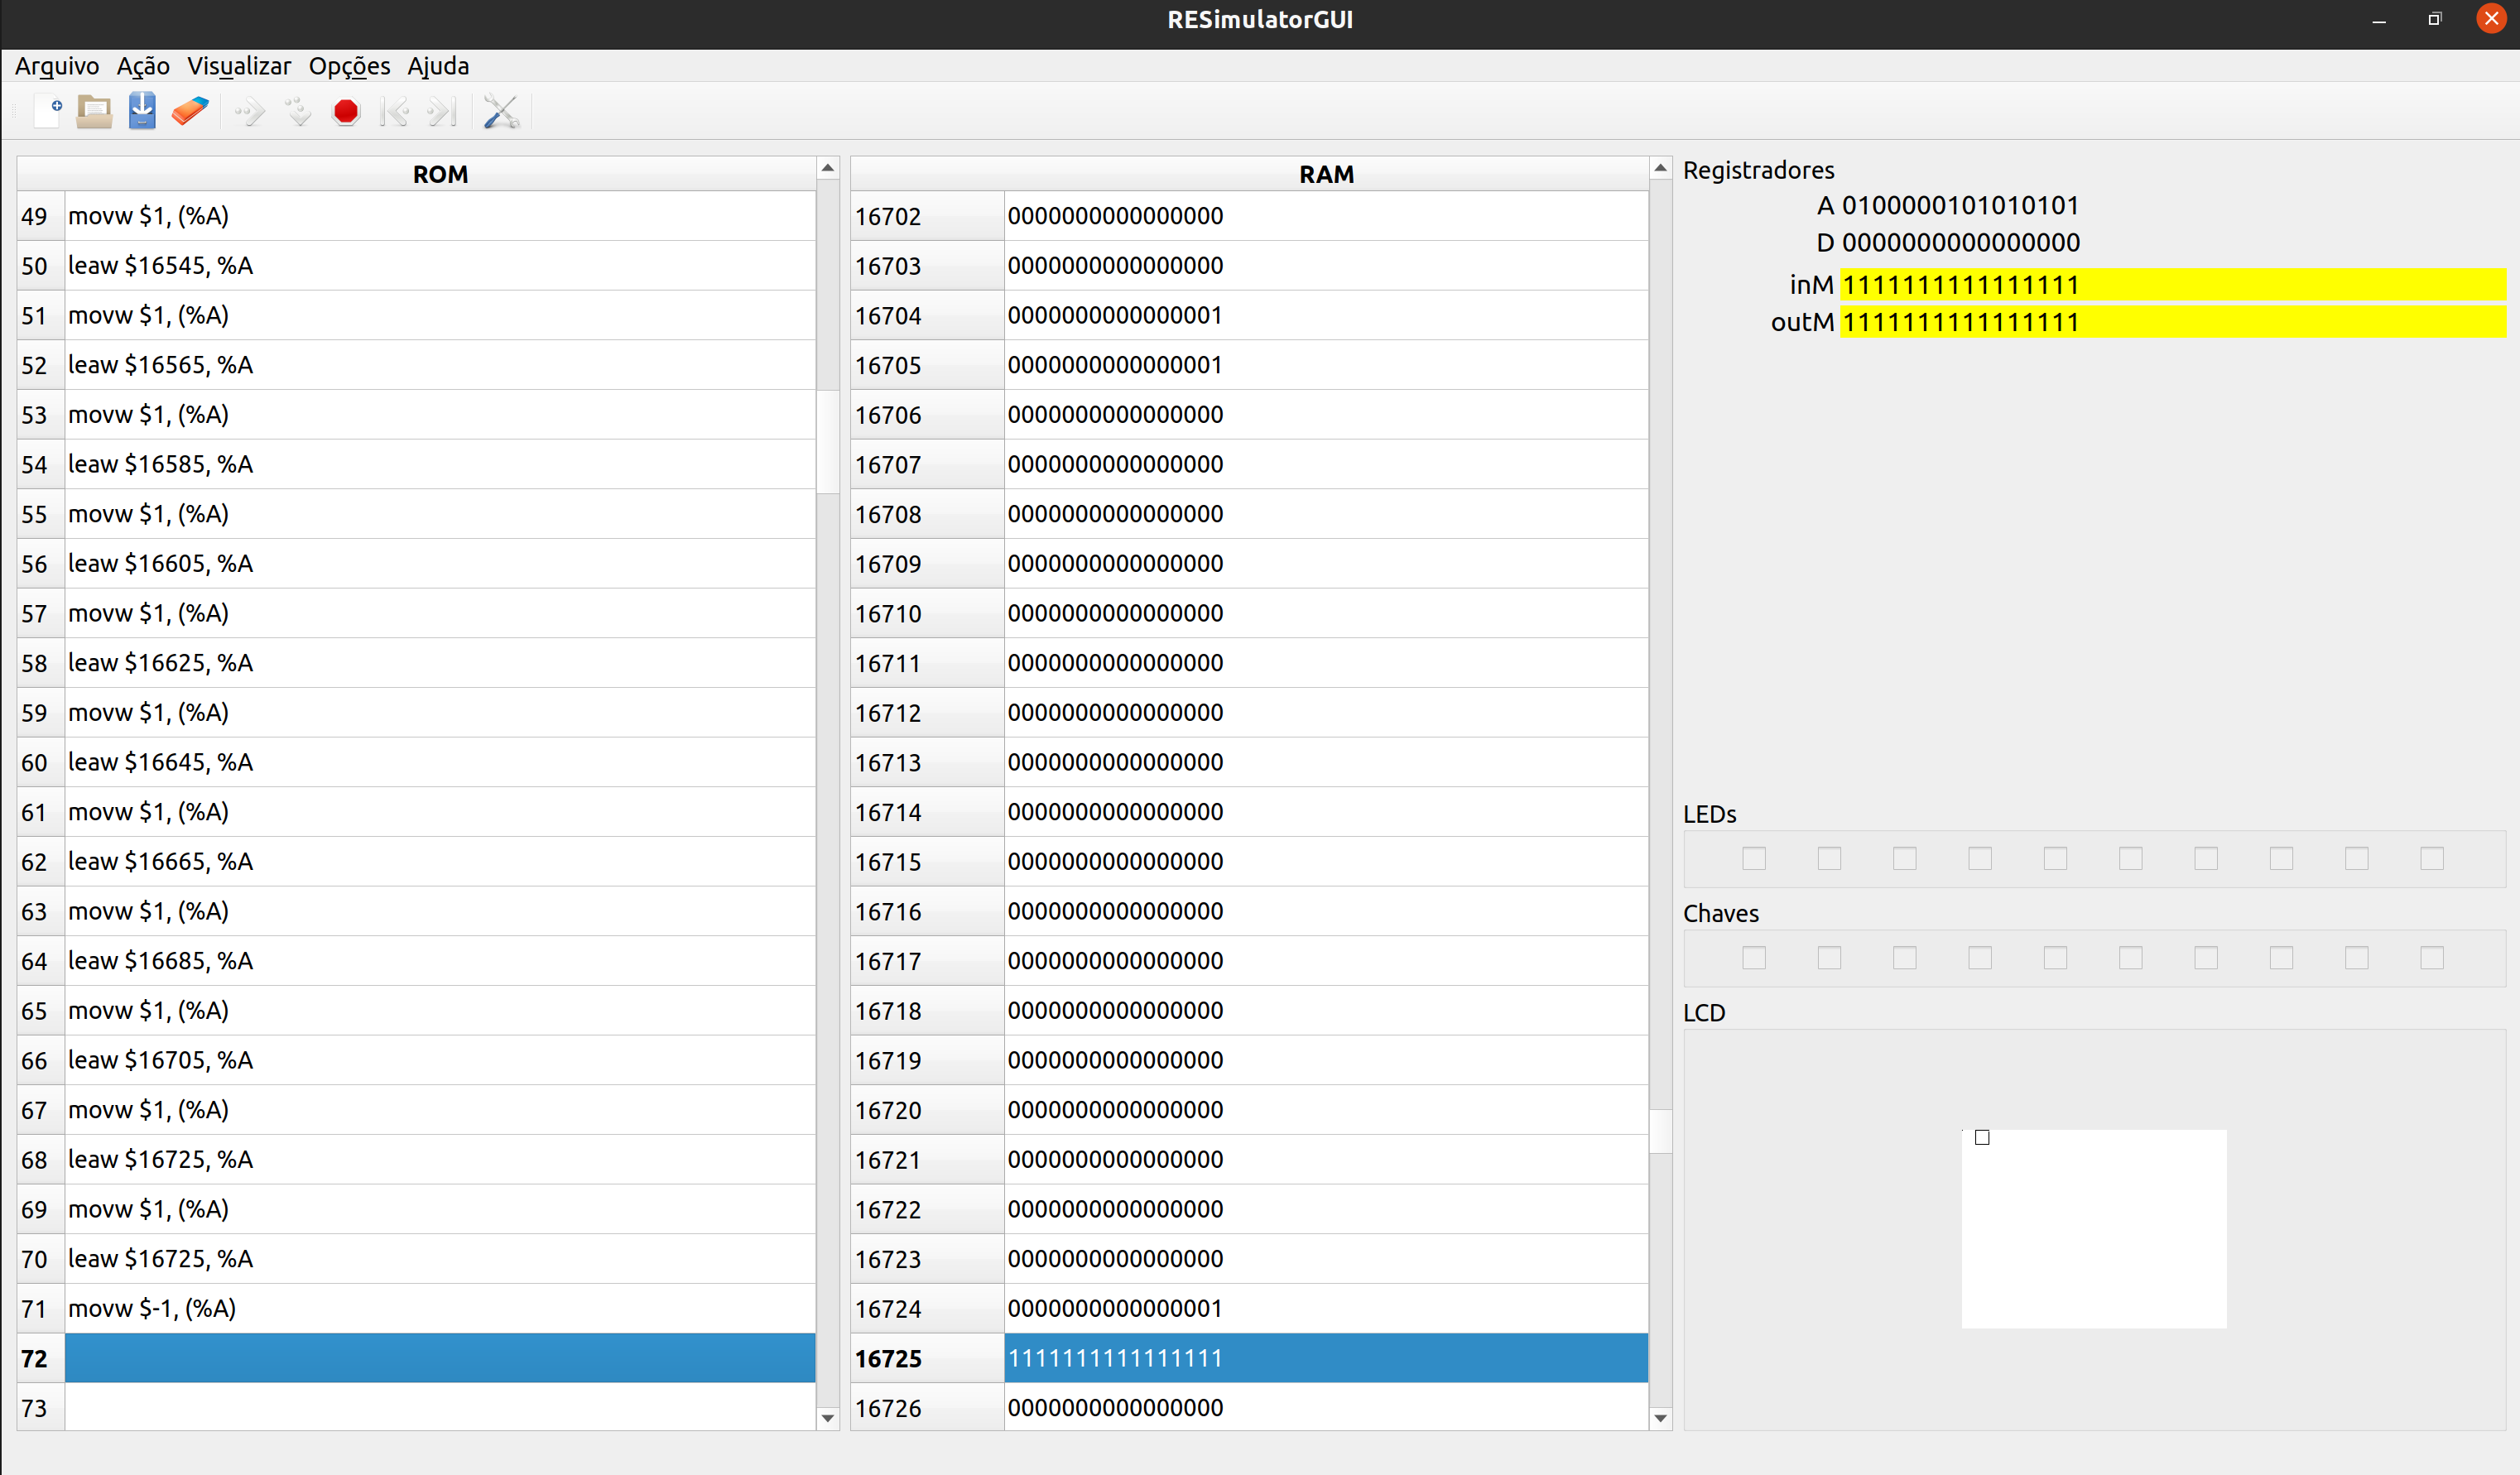 RESimulatorGUI
Arquivo Ação Visualizar Opções Ajuda
ROM
49 movw $1, (%A)
50 leaw $16545, %A
51 movw $1, (%A)
52 leaw $16565, %A
53 movw $1, (%A)
54 leaw $16585, %A
55 movw $1, (%A)
56 leaw $16605, %A
57 movw $1, (%A)
58 leaw $16625, %A
59 movw $1, (%A)
60 leaw $16645, %A
61 movw $1, (%A)
62 leaw $16665, %A
63 movw $1, (%A)
64 leaw $16685, %A
65 movw $1, (%A)
66 leaw $16705, %A
67 movw $1, (%A)
68 leaw $16725, %A
69 movw $1, (%A)
70 leaw $16725, %A
71 movw $-1, (%A)
72
73
RAM
16702 0000000000000000
16703 0000000000000000
16704 0000000000000001
16705 0000000000000001
16706 0000000000000000
16707 0000000000000000
16708 0000000000000000
16709 0000000000000000
16710 0000000000000000
16711 0000000000000000
16712 0000000000000000
16713 0000000000000000
16714 0000000000000000
16715 0000000000000000
16716 0000000000000000
16717 0000000000000000
16718 0000000000000000
16719 0000000000000000
16720 0000000000000000
16721 0000000000000000
16722 0000000000000000
16723 0000000000000000
16724 0000000000000001
16725 1111111111111111
16726 0000000000000000
Registradores
A 0100000101010101
D 0000000000000000
inM 1111111111111111
outM 1111111111111111
LEDs
Chaves
LCD